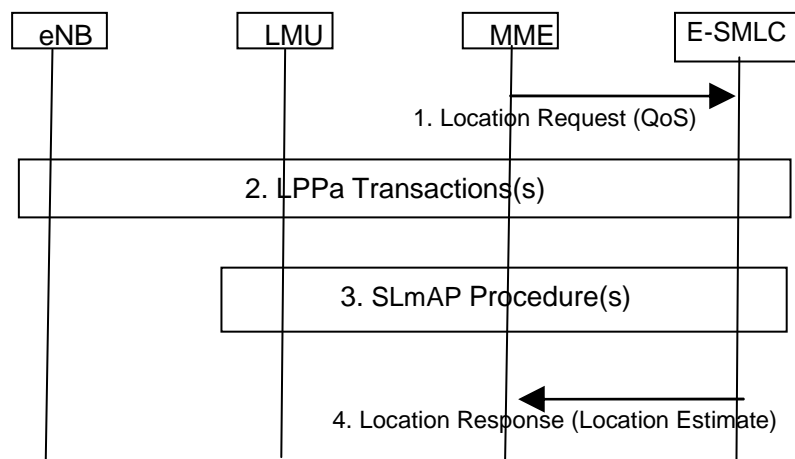 eNB
LMU
MME
E-SMLC
1. Location Request (QoS)
2. LPPa Transactions(s)
3. SLmAP Procedure(s)
4. Location Response (Location Estimate)